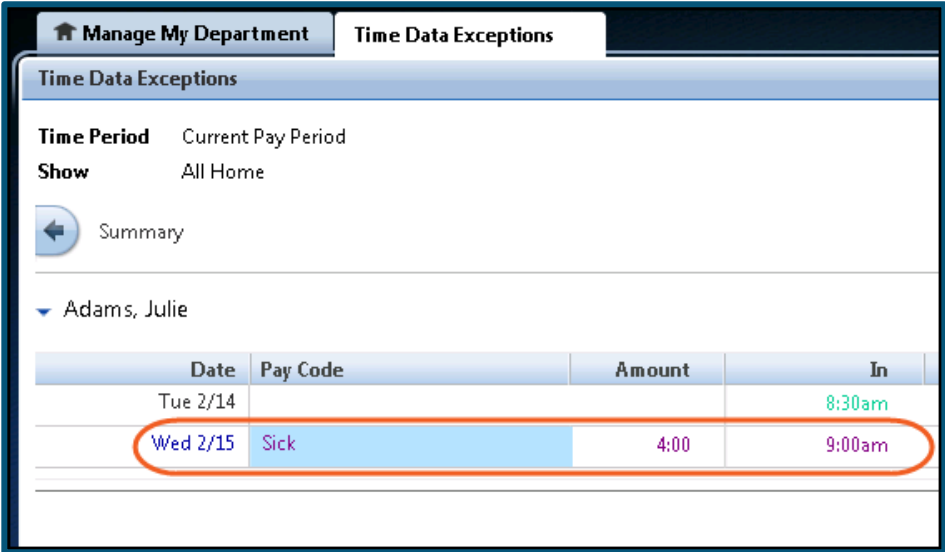 Manage My Department Time Data Exceptions
Time Data Exceptions
Time Period Current Pay Period
Show All Home
Summary
Adams, Julie
Date Pay Code Amount In
Tue 2/14 8:30am
Wed 2/15 Sick 4:00 9:00am